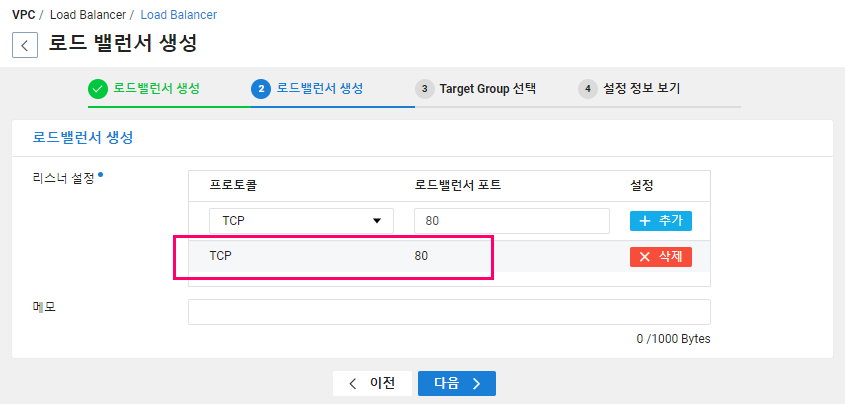 VPC / Load Balancer / Load Balancer
로드 밸런서 생성
로드밸런서 생성 2 로드밸런서 생성 3 Target Group 선택 4 설정 정보 보기
로드밸런서 생성
리스너 설정 프로토콜 로드밸런서 포트 설정
TCP 80 추가
TCP 80 삭제
메모
0 /1000 Bytes
이전 다음